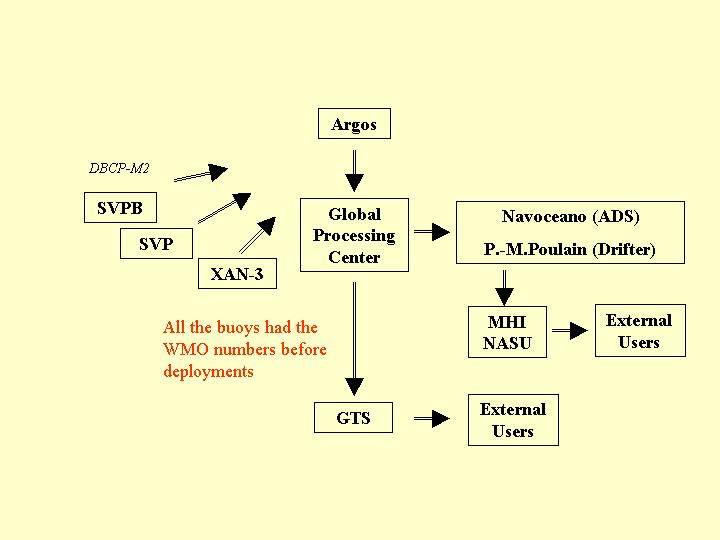 Argos
DBCP-M2
SVPB
SVP
XAN-3
Global
Processing
Center
Navoceano (ADS)
P.-M.Poulain (Drifter)
MHI
NASU
External
Users
All the buoys had the
WMO numbers before
deployments
GTS
External
Users